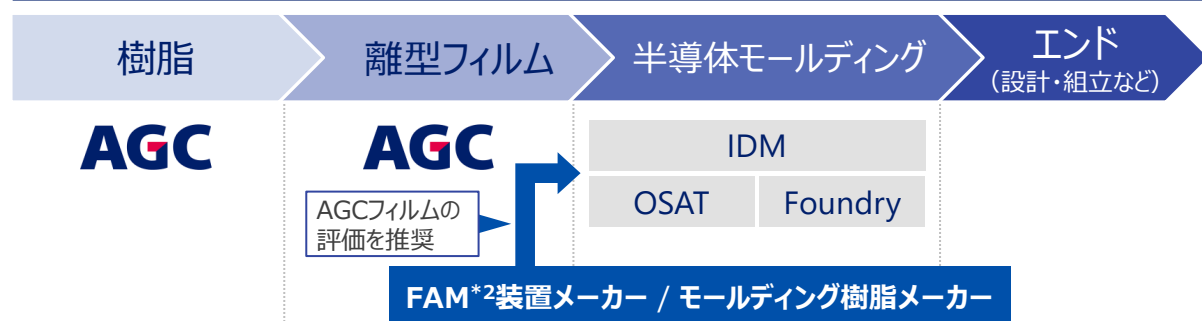 樹脂
離型フィルム
半導体モールディング
エンド
（設計・組立など）
AGC
AGC
IDM
OSAT
Foundry
AGCフィルムの
評価を推奨
FAM*2装置メーカー / モールディング樹脂メーカー